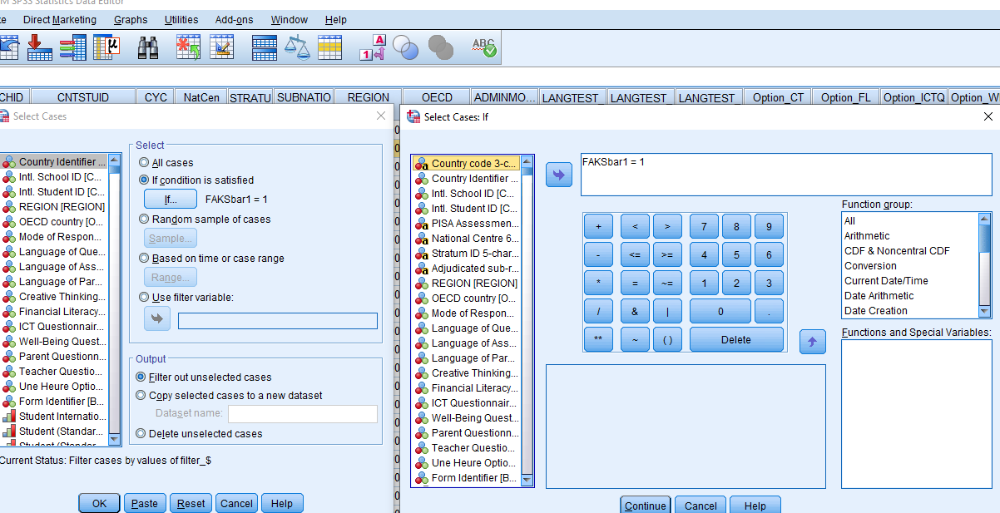 M SPSS Statistics Data Editor
te Direct Marketing Graphs Utilities Add-ons Window Help
μ 1 A ABC
CHID CNTSTUID CYC NatCen STRATU SUBNATIO REGION OECD ADMINMO... LANGTEST_ LANGTEST_ LANGTEST_ Option_CT Option_FL Option_ICTQ Option_W
Select Cases
Country Identifier ...
Intl. School ID [C...
Intl. Student ID [C...
REGION [REGION]
OECD country [O...
Mode of Respon...
Language of Que...
Language of Ass...
Language of Par...
Creative Thinking...
Financial Literacy...
ICT Questionnair...
Well-Being Quest...
Parent Questionn...
Teacher Questio...
Une Heure Optio...
Form Identifier [B...
Student Internatio...
Student (Standar...
Student (Standar...
Select
All cases
If condition is satisfied
If... FAKSbar1 = 1
Random sample of cases
Sample...
Based on time or case range
Range...
Use filter variable:
Output
Filter out unselected cases
Copy selected cases to a new dataset
Dataset name:
Delete unselected cases
Current Status: Filter cases by values of filter_$
OK Paste Reset Cancel Help
Select Cases: If
Country code 3-c...
Country Identifier ...
Intl. School ID [C...
Intl. Student ID [C...
PISA Assessmen...
National Centre 6...
Stratum ID 5-char...
Adjudicated sub-r...
REGION [REGION]
OECD country [O...
Mode of Respon...
Language of Que...
Language of Ass...
Language of Par...
Creative Thinking...
Financial Literacy...
ICT Questionnair...
Well-Being Quest...
Parent Questionn...
Teacher Questio...
Une Heure Optio...
Form Identifier [B...
FAKSbar1 = 1
+ < > 7 8 9
- <= >= 4 5 6
* = ~= 1 2 3
/ & | 0 .
** ~ ( ) Delete
Function group:
All
Arithmetic
CDF & Noncentral CDF
Conversion
Current Date/Time
Date Arithmetic
Date Creation
Functions and Special Variables:
Continue Cancel Help